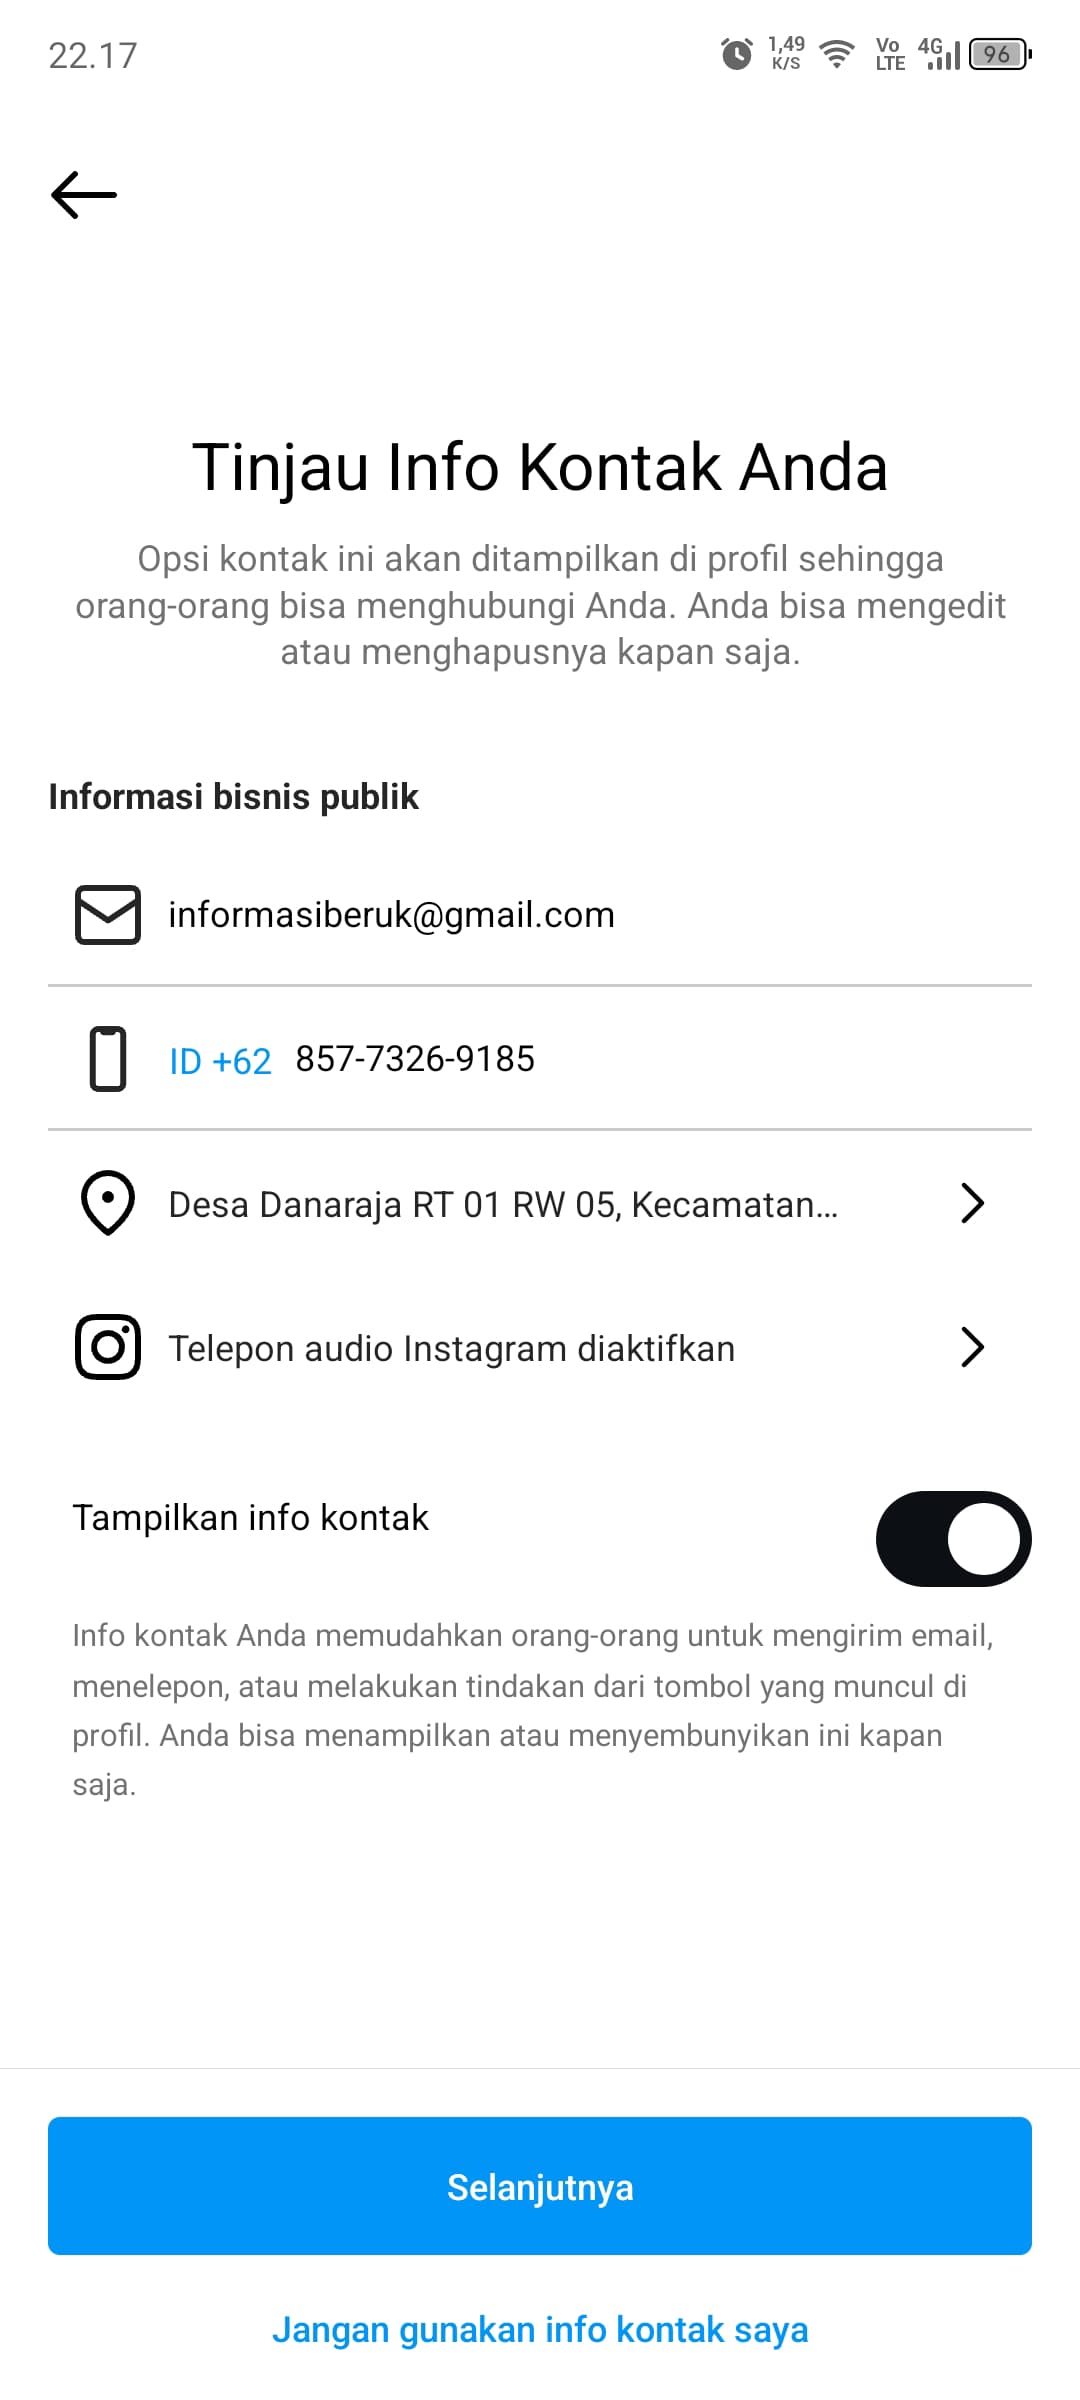 22.17
1,49
K/S
Vo
LTE
4G
96
Tinjau Info Kontak Anda
Opsi kontak ini akan ditampilkan di profil sehingga
orang-orang bisa menghubungi Anda. Anda bisa mengedit
atau menghapusnya kapan saja.
Informasi bisnis publik
informasiberuk@gmail.com
ID +62 857-7326-9185
Desa Danaraja RT 01 RW 05, Kecamatan...
Telepon audio Instagram diaktifkan
Tampilkan info kontak
Info kontak Anda memudahkan orang-orang untuk mengirim email,
menelepon, atau melakukan tindakan dari tombol yang muncul di
profil. Anda bisa menampilkan atau menyembunyikan ini kapan
saja.
Selanjutnya
Jangan gunakan info kontak saya